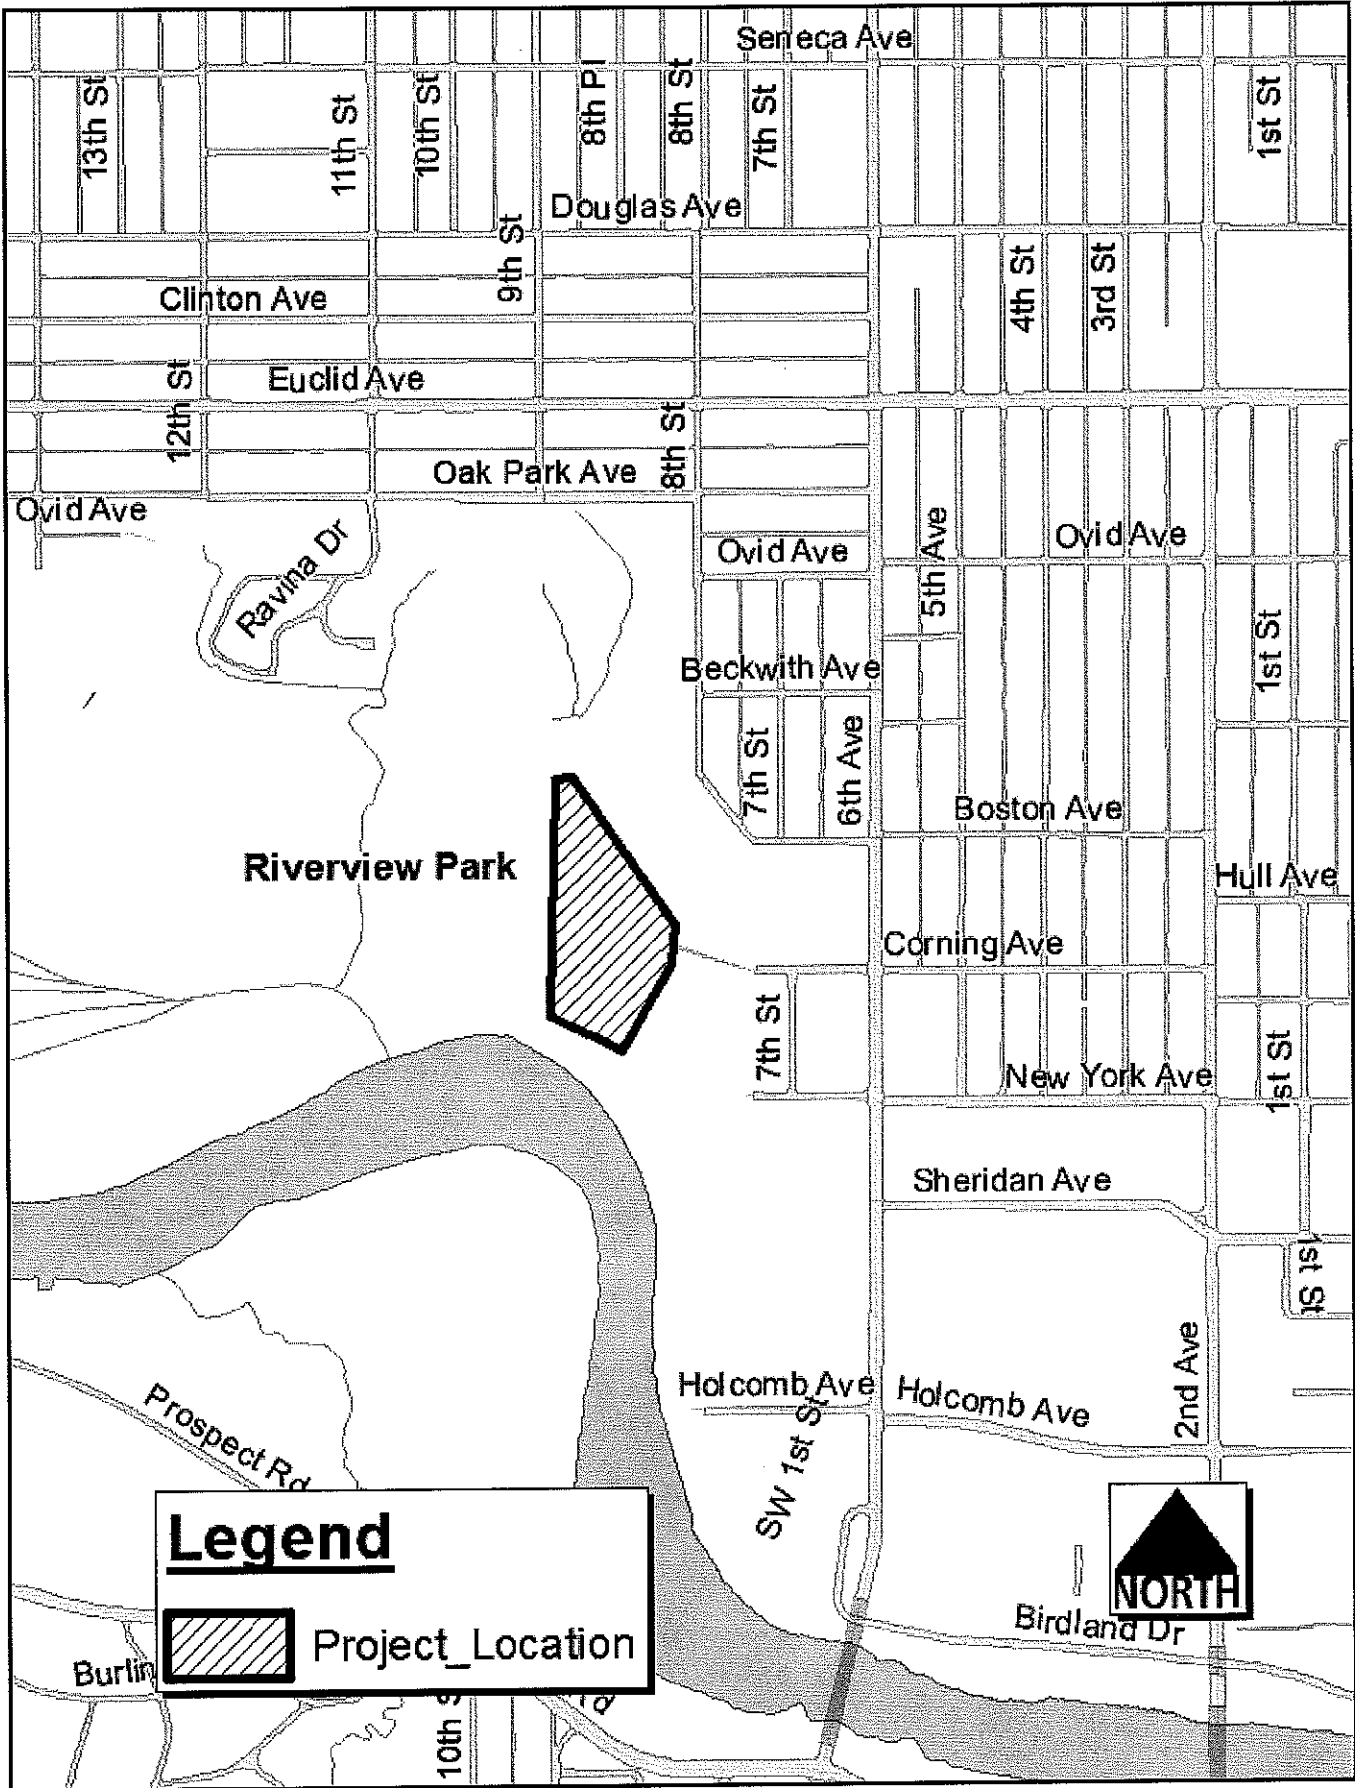 Seneca Ave
13th St
11th St
10th St
8th Pl
8th St
7th St
1st St
Douglas Ave
9th St
4th St
3rd St
Clinton Ave
Euclid Ave
12th St
8th St
Oak Park Ave
Ovid Ave
Ravina Dr
Ovid Ave
5th Ave
Ovid Ave
Beckwith Ave
1st St
7th St
6th Ave
Boston Ave
Riverview Park
Hull Ave
Corning Ave
7th St
New York Ave
1st St
Sheridan Ave
1st St
2nd Ave
Holcomb Ave
Holcomb Ave
Prospect Rd
SW 1st St
Legend
Project_Location
NORTH
Birdland Dr
Burlin
10th S